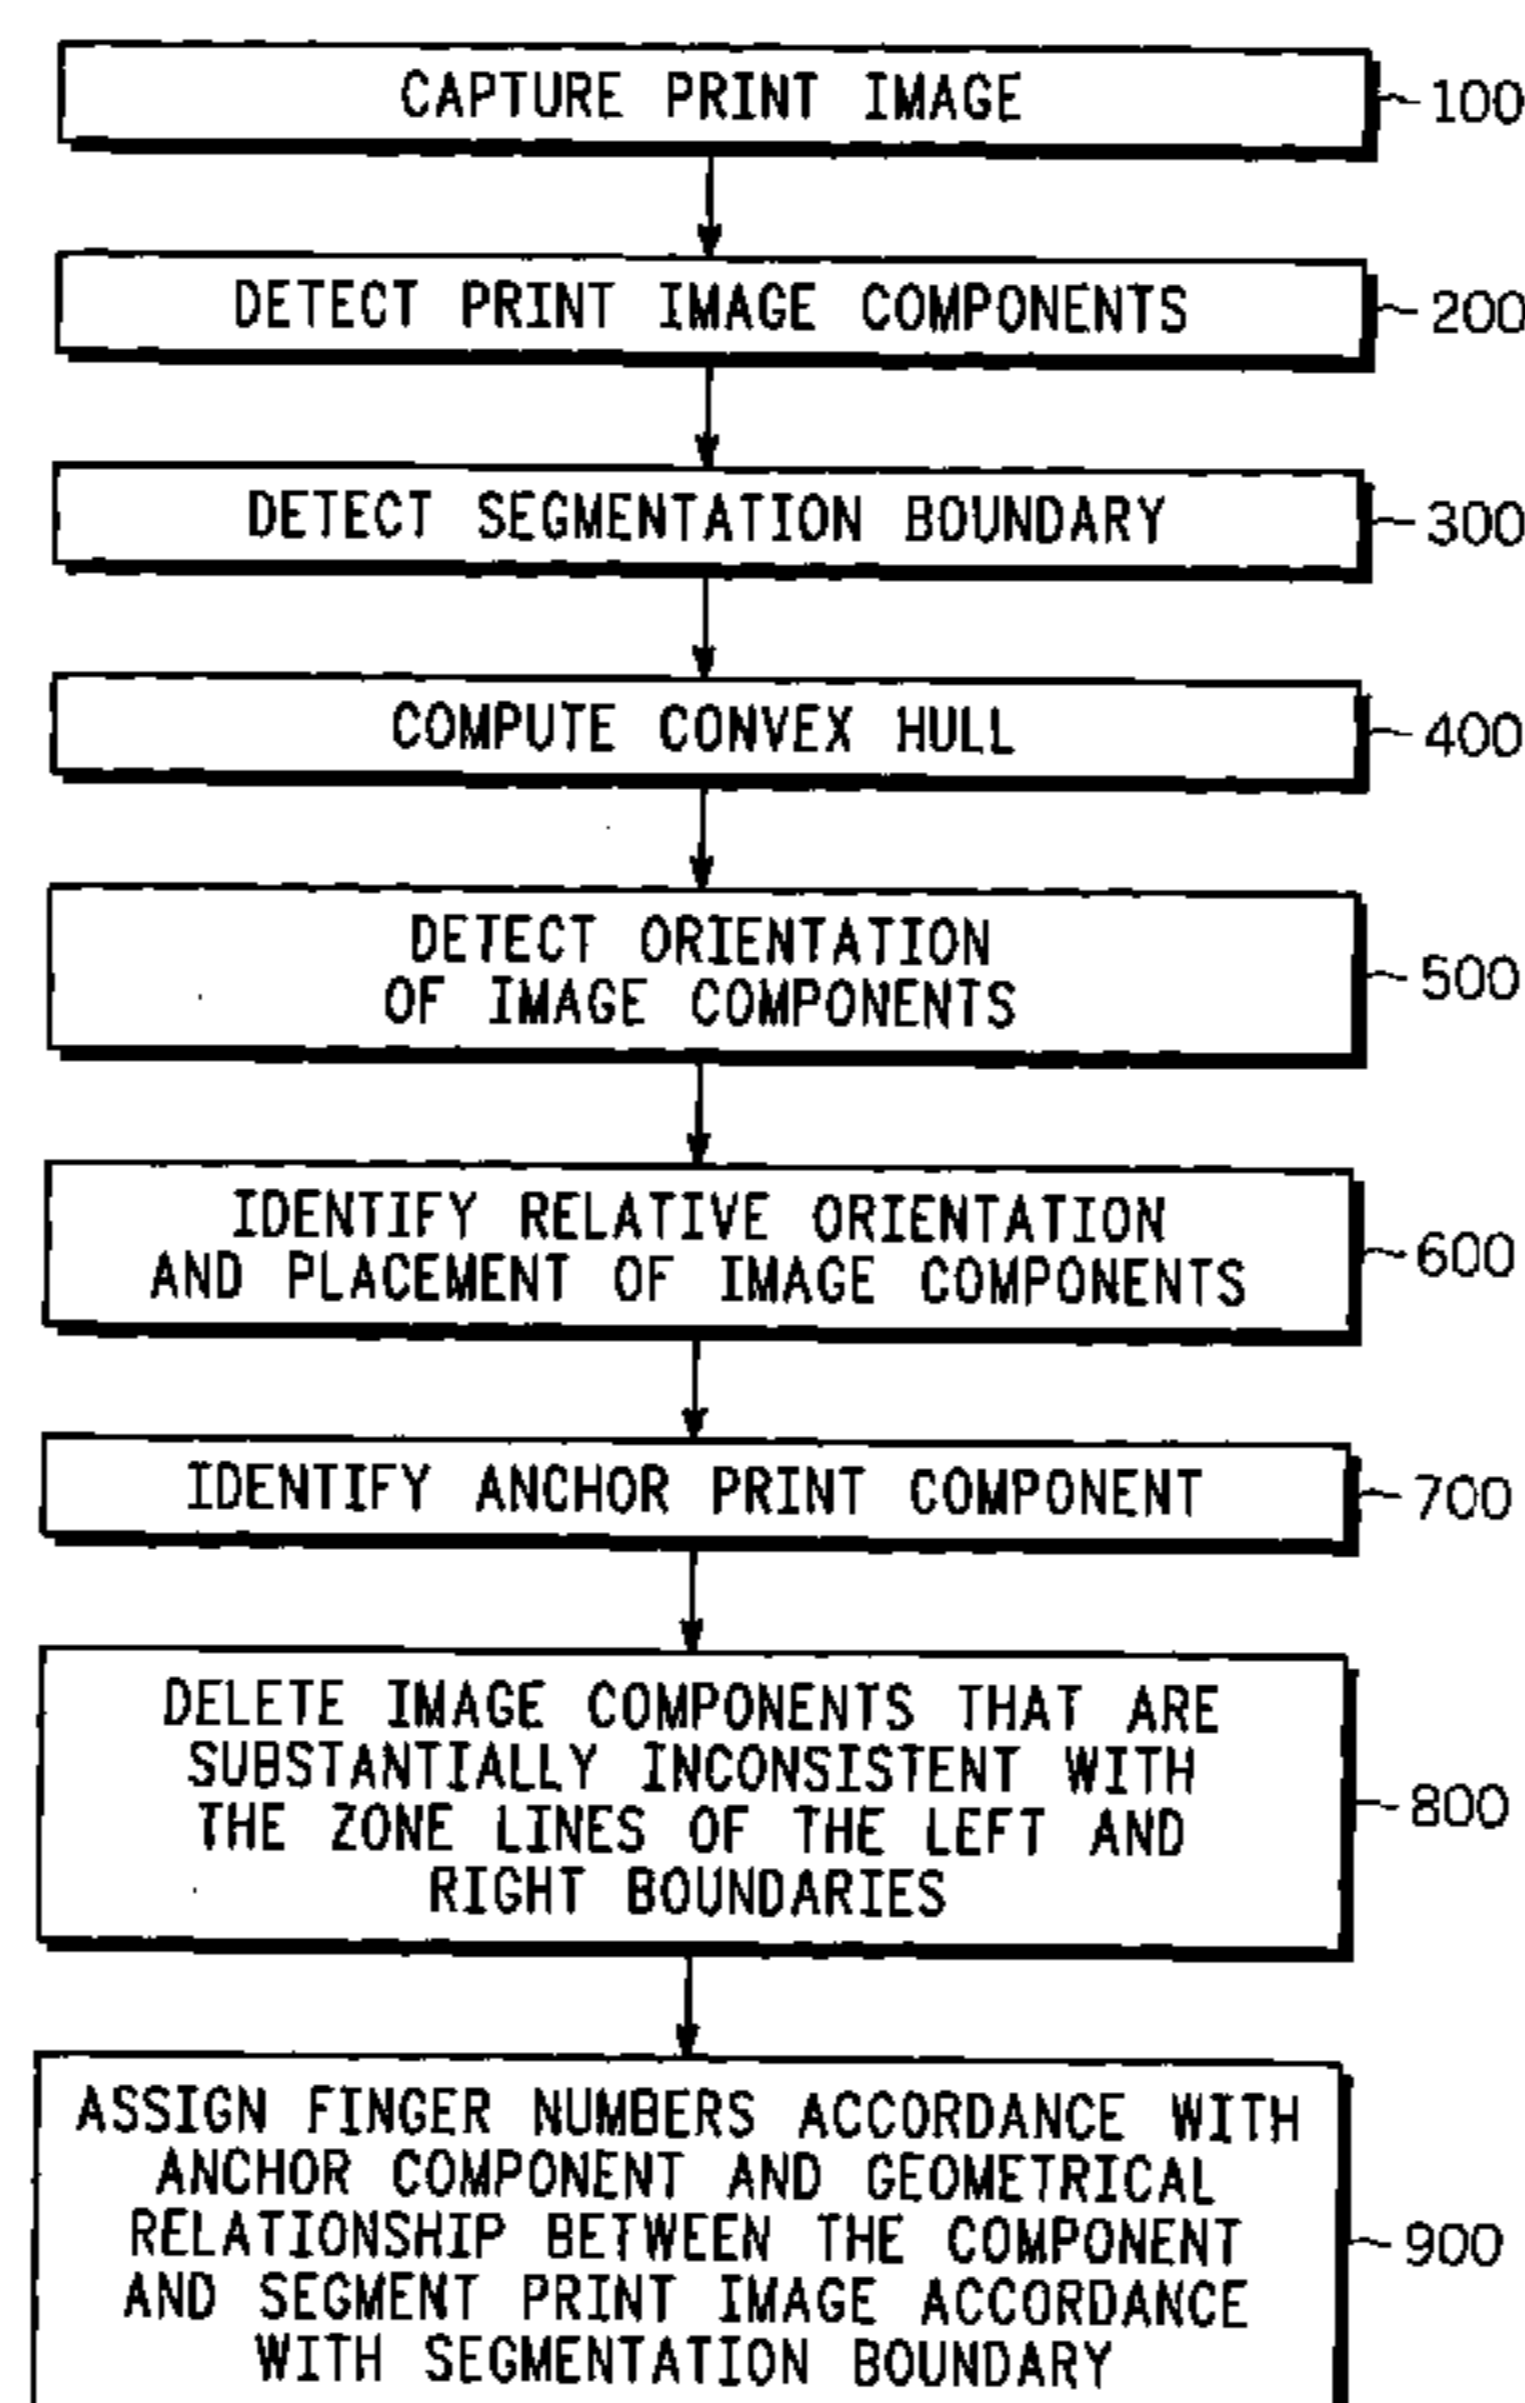 CAPTURE PRINT IMAGE
100
DETECT PRINT IMAGE COMPONENTS
200
DETECT SEGMENTATION BOUNDARY
300
COMPUTE CONVEX HULL
400
DETECT ORIENTATION
OF IMAGE COMPONENTS
500
IDENTIFY RELATIVE ORIENTATION
AND PLACEMENT OF IMAGE COMPONENTS
600
IDENTIFY ANCHOR PRINT COMPONENT
700
DELETE IMAGE COMPONENTS THAT ARE
SUBSTANTIALLY INCONSISTENT WITH
THE ZONE LINES OF THE LEFT AND
RIGHT BOUNDARIES
800
ASSIGN FINGER NUMBERS ACCORDANCE WITH
ANCHOR COMPONENT AND GEOMETRICAL
RELATIONSHIP BETWEEN THE COMPONENT
AND SEGMENT PRINT IMAGE ACCORDANCE
WITH SEGMENTATION BOUNDARY
900